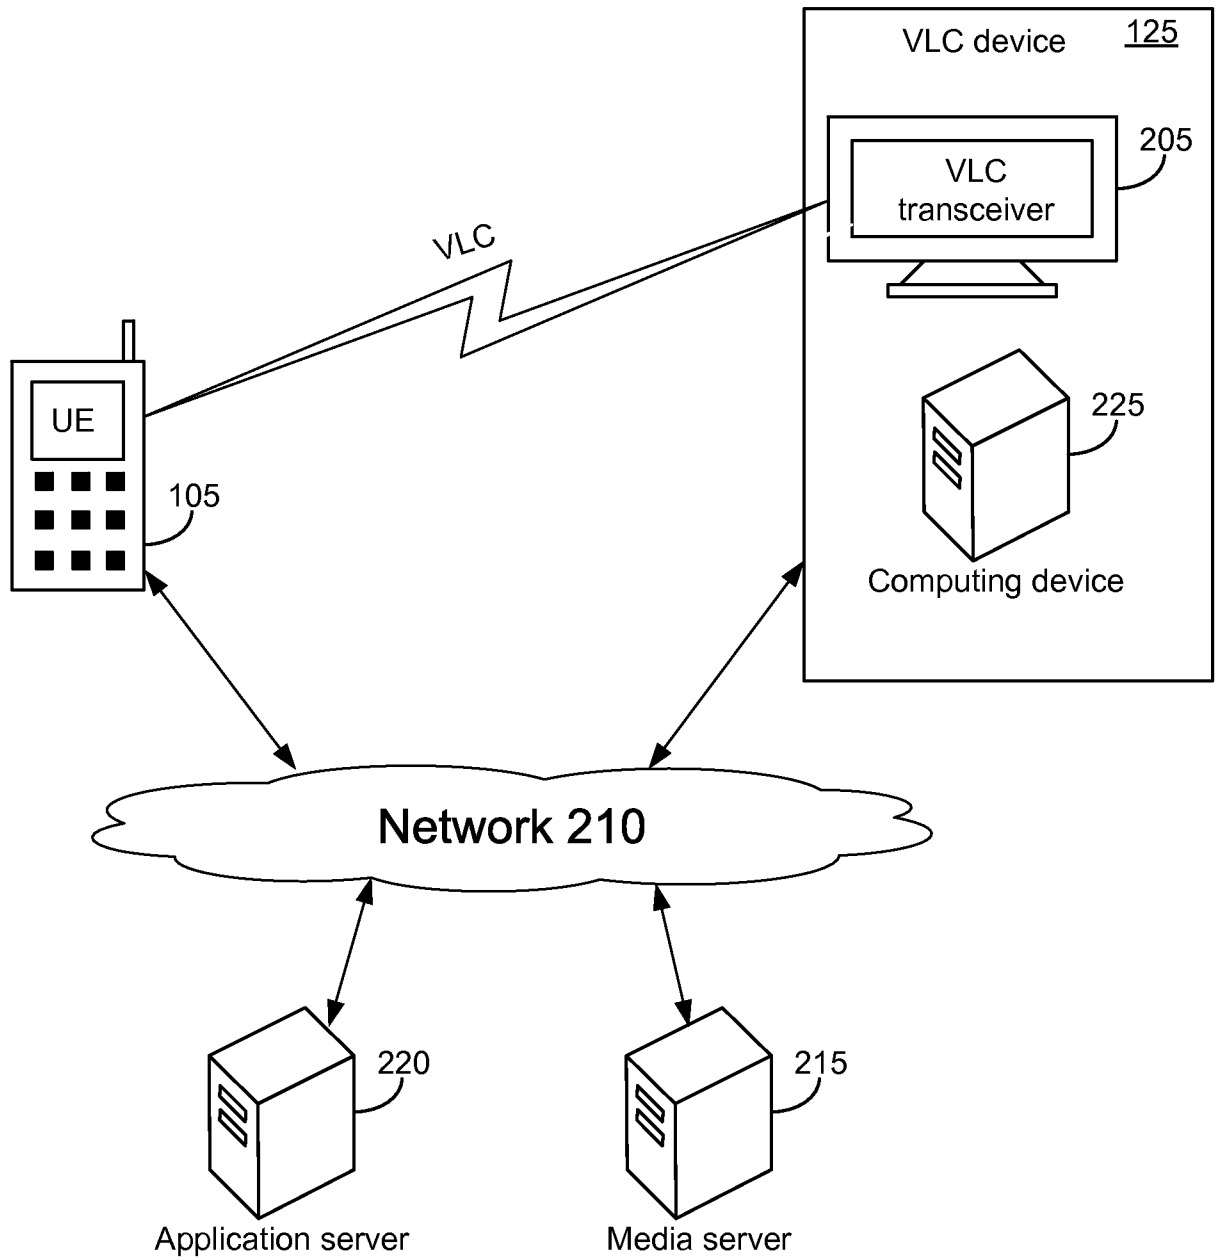 VLC device
125
205
VLC
transceiver
VLC
225
UE
105
Computing device
Network 210
220
215
Application server
Media server